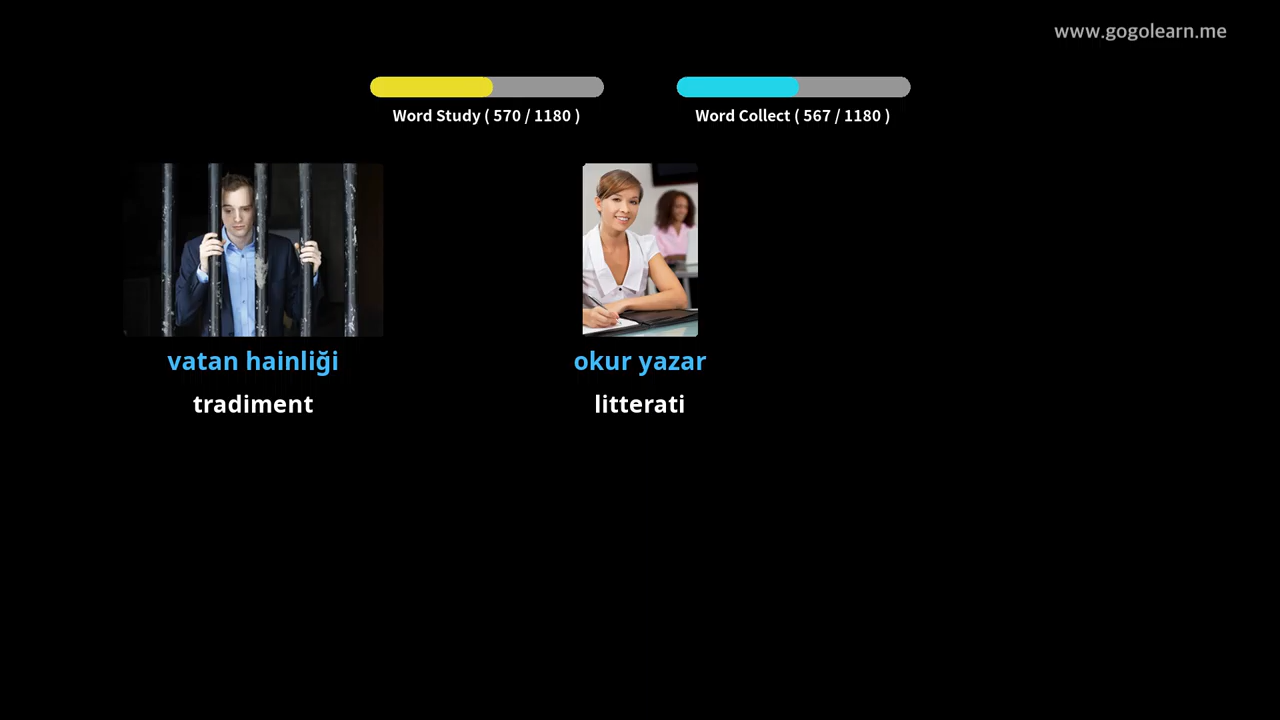 www.gogolearn.me
Word Study ( 570 / 1180 )
Word Collect ( 567 / 1180 )
vatan hainliği
tradiment
okur yazar
litterati